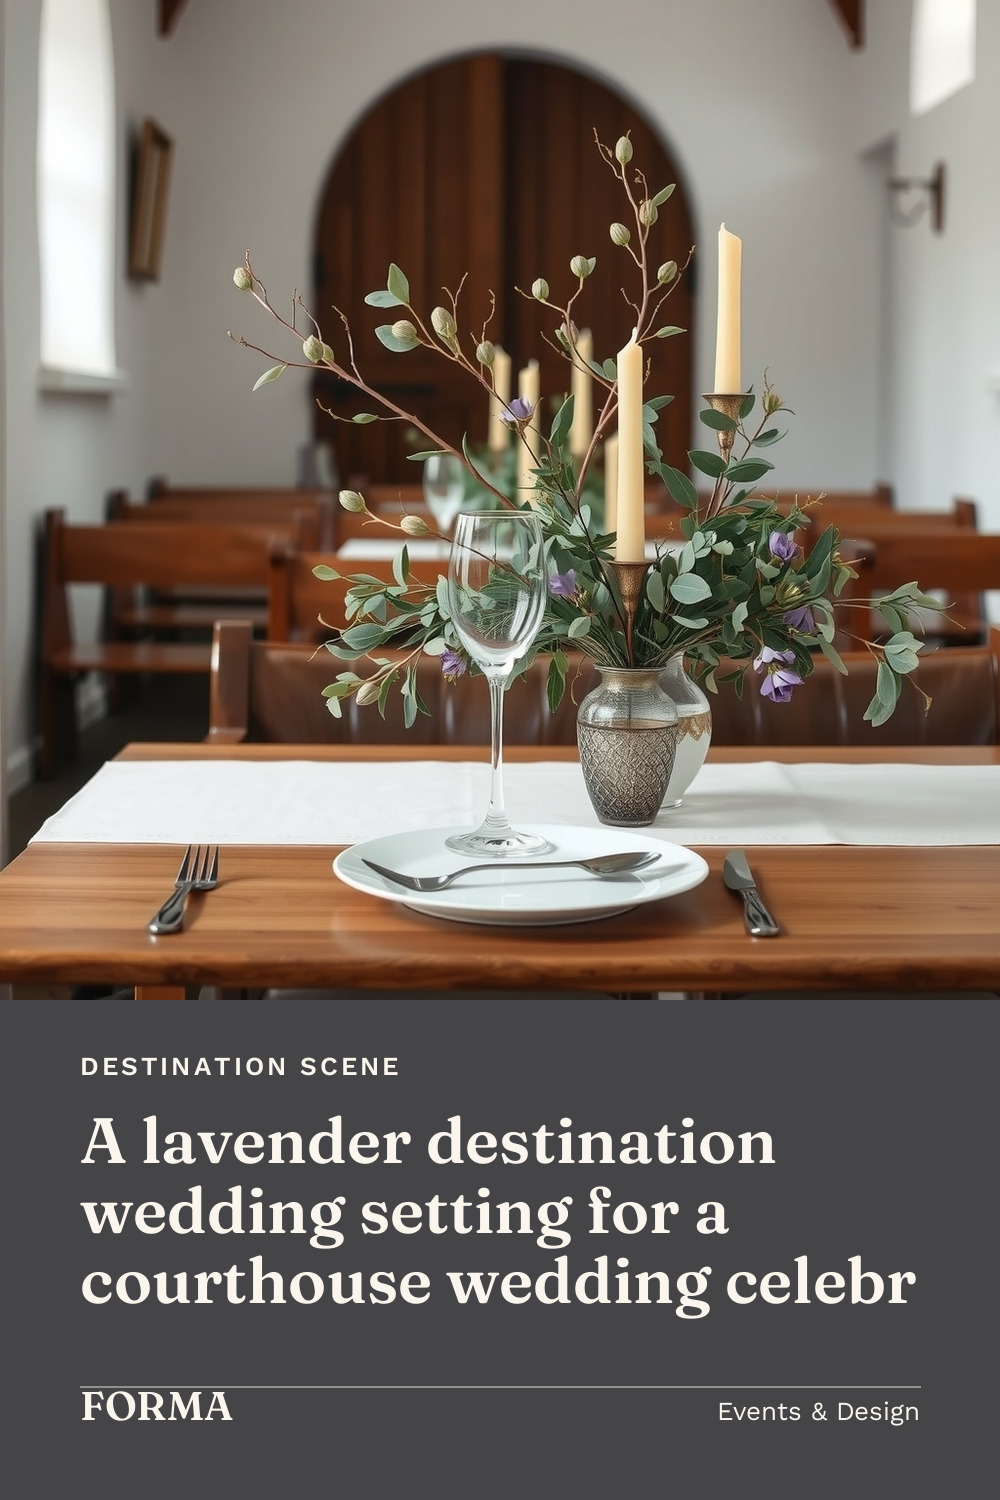 DESTINATION SCENE
A lavender destination
wedding setting for a
courthouse wedding celebr
FORMA
Events & Design